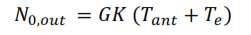 N₀,out = GK (Tant + Te)